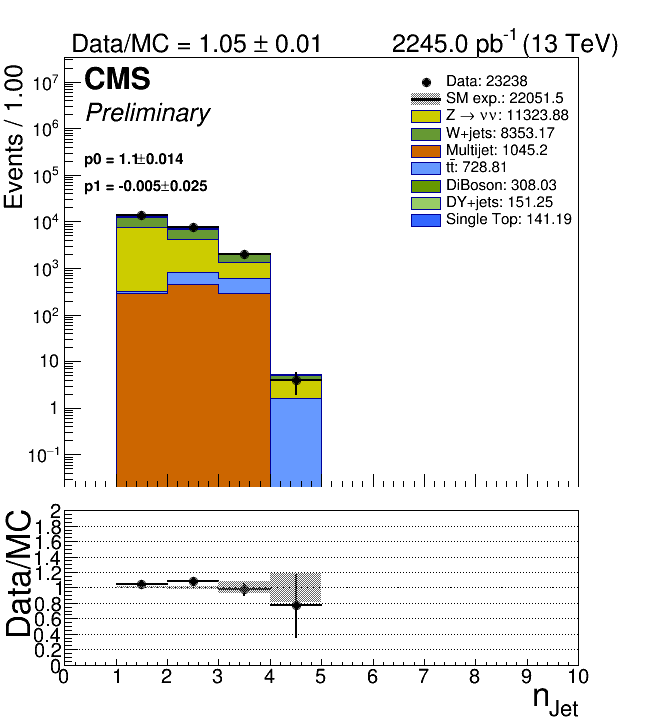 Data/MC = 1.05 ± 0.01 2245.0 pb⁻¹ (13 TeV)
CMS
Preliminary
p0 = 1.1±0.014
p1 = -0.005±0.025
Data: 23238
SM exp.: 22051.5
Z → νν: 11323.88
W+jets: 8353.17
Multijet: 1045.2
tt̄: 728.81
DiBoson: 308.03
DY+jets: 151.25
Single Top: 141.19
Events / 1.00
10⁷
10⁶
10⁵
10⁴
10³
10²
10
1
10⁻¹
Data/MC
2
1.8
1.6
1.4
1.2
1
0.8
0.6
0.4
0.2
0
0 1 2 3 4 5 6 7 8 9 10
n_Jet